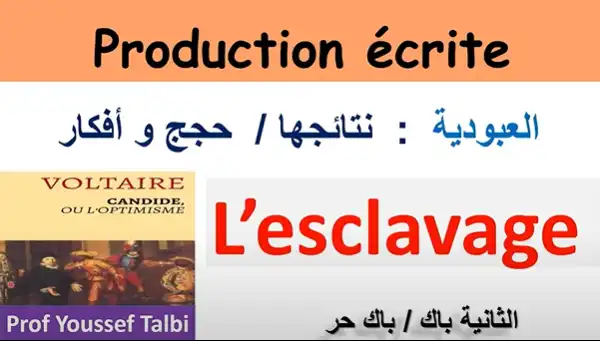 Production écrite
العبودية : نتائجها / حجج و أفكار
VOLTAIRE
CANDIDE,
OU L'OPTIMISME
L'esclavage
Prof Youssef Talbi
الثانية باك / باك حر